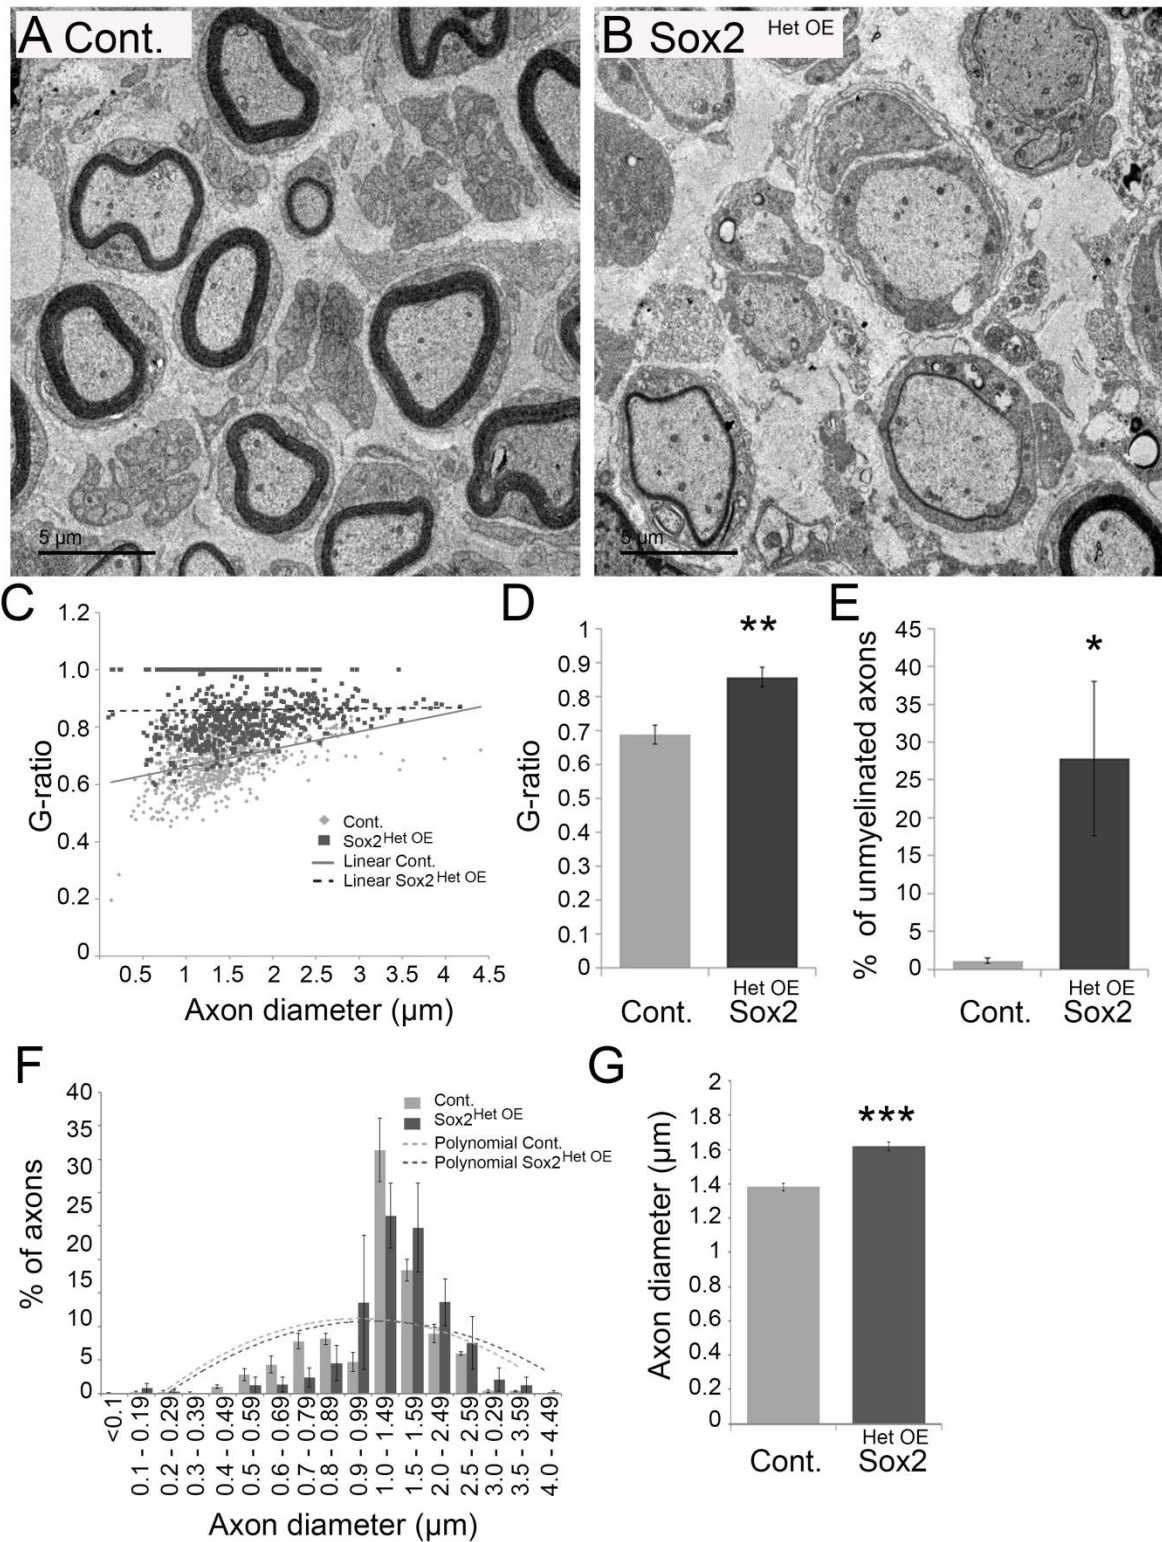 A Cont.
B Sox2 Het OE
5 µm
5 µm
C
1.2
1.0
0.8
0.6
0.4
0.2
0
G-ratio
0.5 1 1.5 2 2.5 3 3.5 4 4.5
Axon diameter (µm)
Cont.
Sox2 Het OE
Linear Cont.
Linear Sox2 Het OE
D
1
0.9
0.8
0.7
0.6
0.5
0.4
0.3
0.2
0.1
0
G-ratio
**
Cont. Sox2 Het OE
E
45
40
35
30
25
20
15
10
5
0
% of unmyelinated axons
*
Cont. Sox2 Het OE
F
40
35
30
20
15
10
5
0
% of axons
Cont.
Sox2 Het OE
Polynomial Cont.
Polynomial Sox2 Het OE
<0.1
0.1 - 0.19
0.2 - 0.29
0.3 - 0.39
0.4 - 0.49
0.5 - 0.59
0.6 - 0.69
0.7 - 0.79
0.8 - 0.89
0.9 - 0.99
1.0 - 1.49
1.5 - 1.59
2.0 - 2.49
2.5 - 2.59
3.0 - 0.29
3.5 - 3.59
4.0 - 4.49
Axon diameter (µm)
G
2
1.8
1.6
1.4
1.2
1
0.8
0.6
0.4
0.2
0
Axon diameter (µm)
***
Cont. Sox2 Het OE